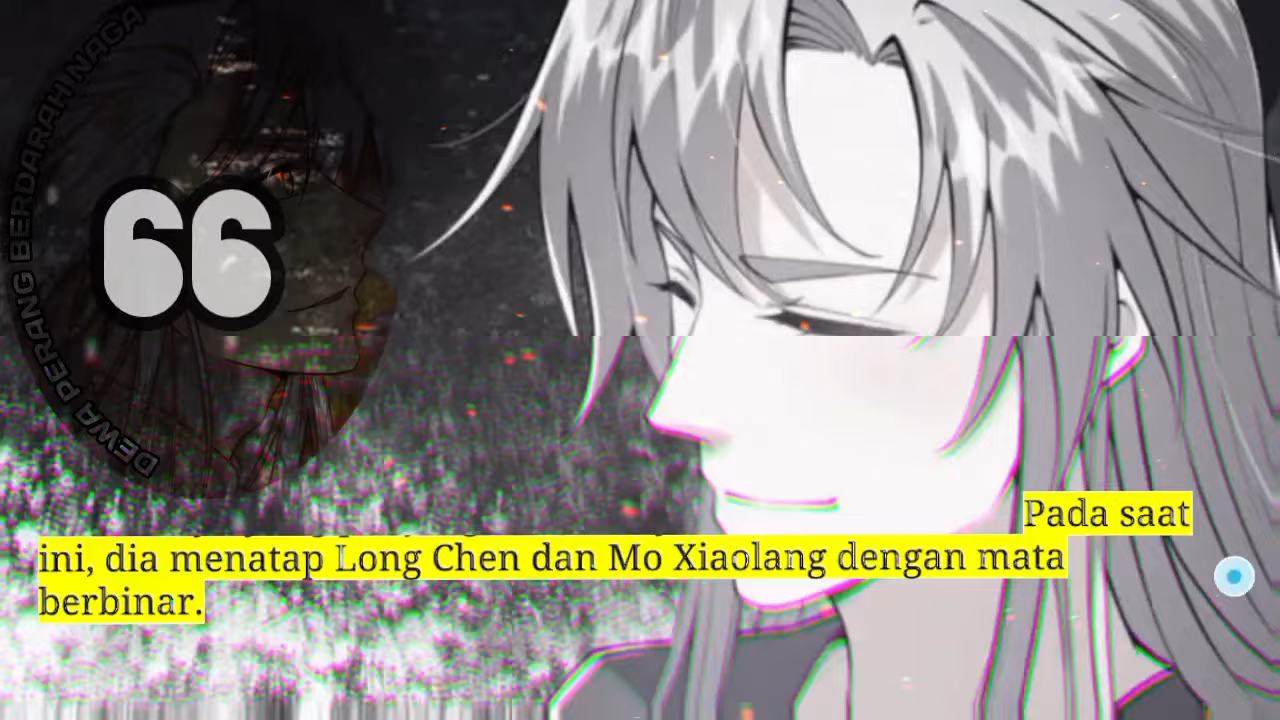 DEWA PERANG BERDARAH NAGA
66
Pada saat
ini, dia menatap Long Chen dan Mo Xiaolang dengan mata
berbinar.